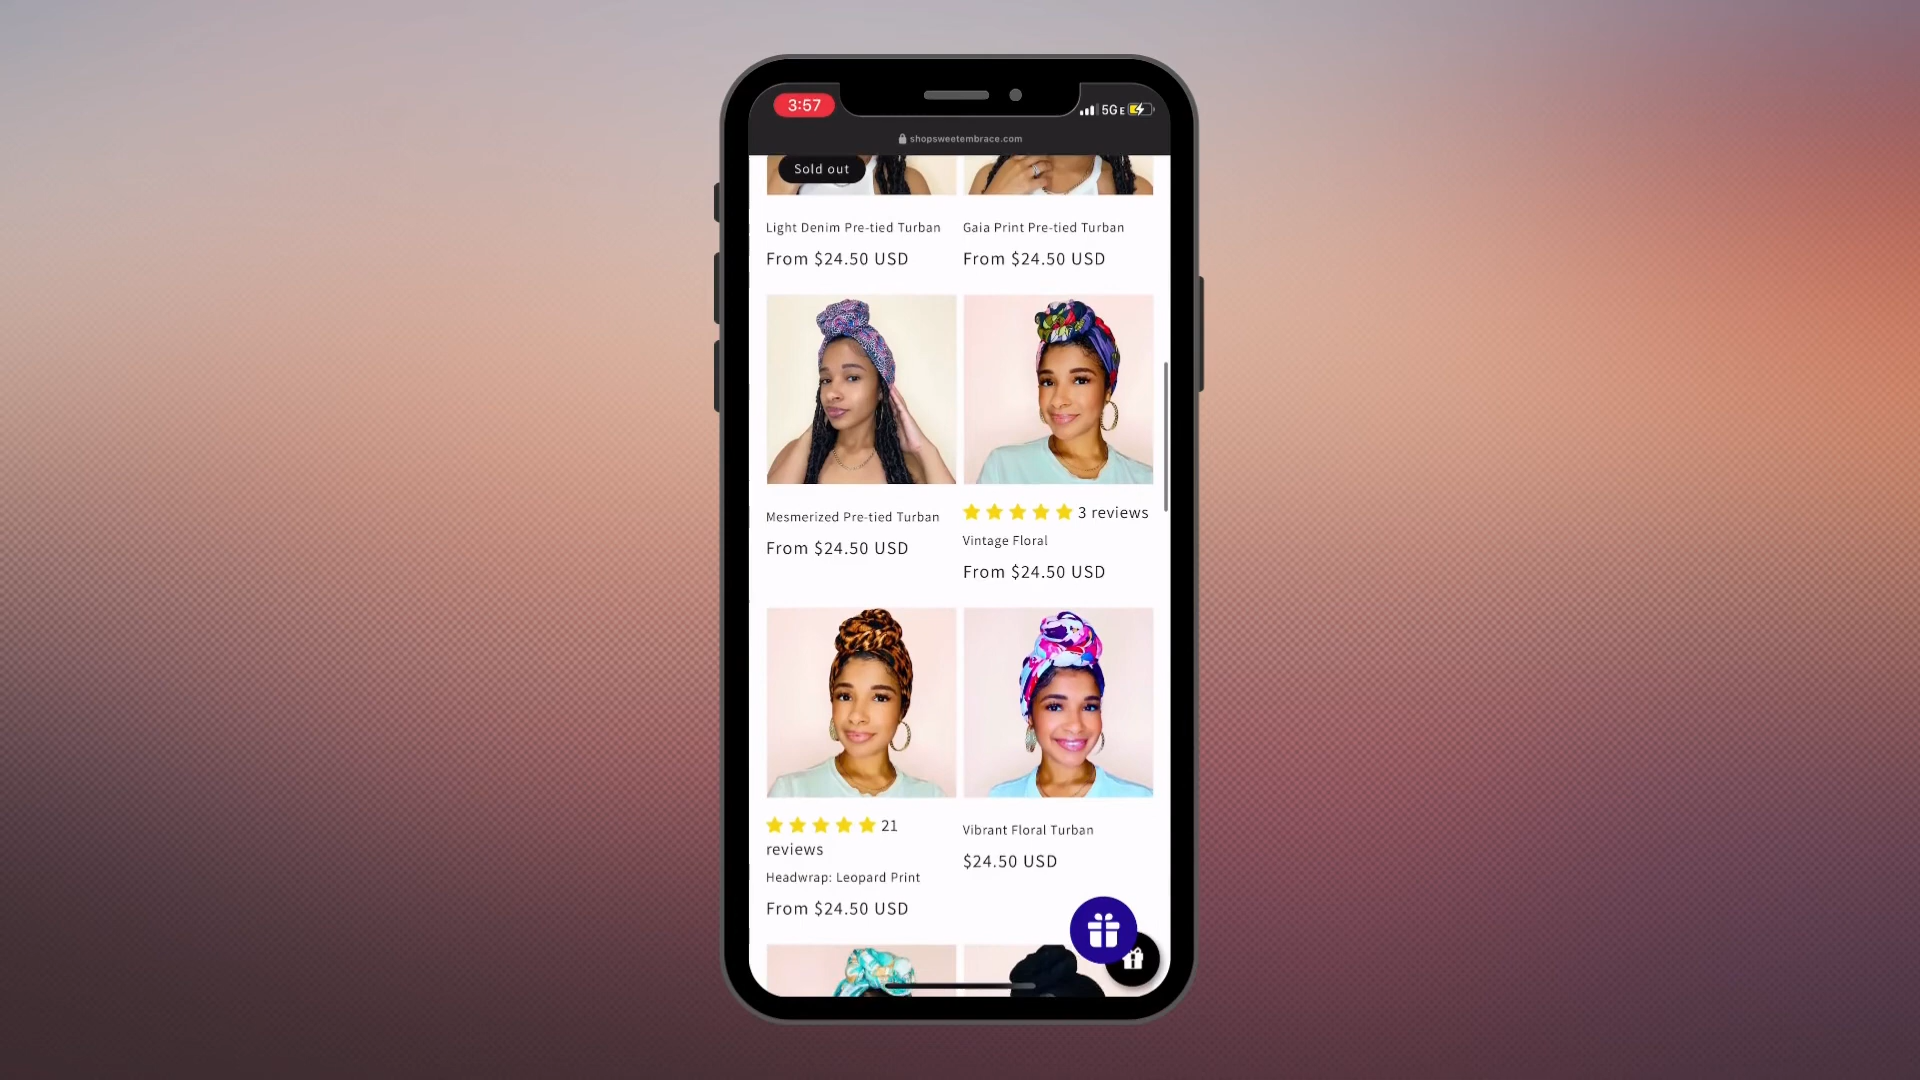 3:57
5G E
shopsweetembrace.com
Sold out
Light Denim Pre-tied Turban
From $24.50 USD
Gaia Print Pre-tied Turban
From $24.50 USD
Mesmerized Pre-tied Turban
From $24.50 USD
3 reviews
Vintage Floral
From $24.50 USD
21
reviews
Headwrap: Leopard Print
From $24.50 USD
Vibrant Floral Turban
$24.50 USD